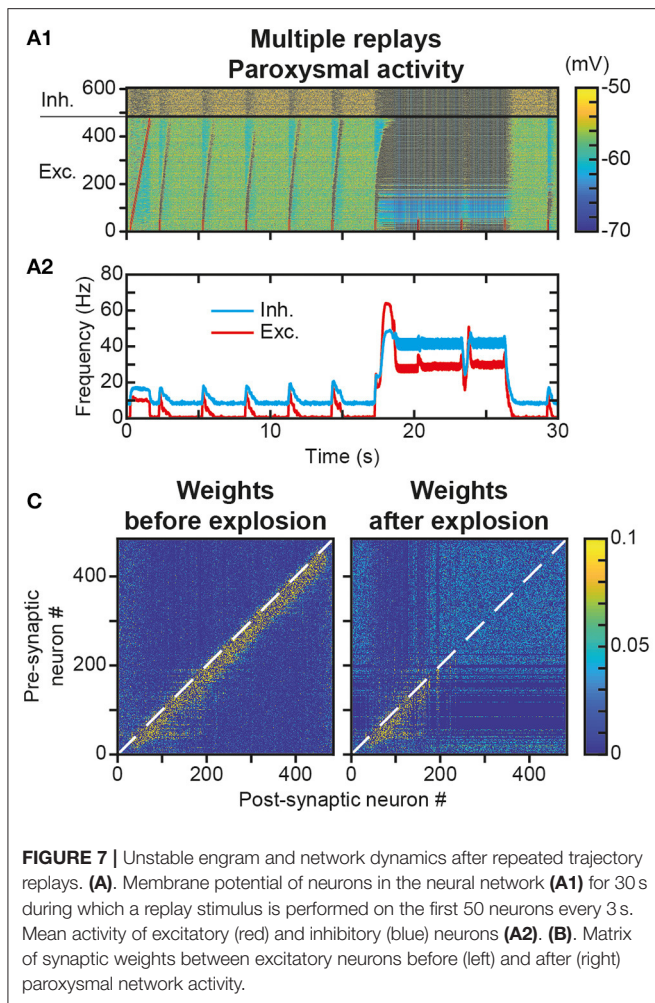 A1
Multiple replays
Paroxysmal activity
(mV)
Inh.
Exc.
600
400
200
0
-50
-60
-70
A2
Frequency (Hz)
80
60
40
20
0
Inh.
Exc.
0
10
20
30
Time (s)
C
Weights
before explosion
Weights
after explosion
Pre-synaptic
neuron #
400
200
0
0
200
400
0
200
400
0.1
0.05
0
Post-synaptic neuron #
FIGURE 7 | Unstable engram and network dynamics after repeated trajectory
replays. (A). Membrane potential of neurons in the neural network (A1) for 30 s
during which a replay stimulus is performed on the first 50 neurons every 3 s.
Mean activity of excitatory (red) and inhibitory (blue) neurons (A2). (B). Matrix
of synaptic weights between excitatory neurons before (left) and after (right)
paroxysmal network activity.